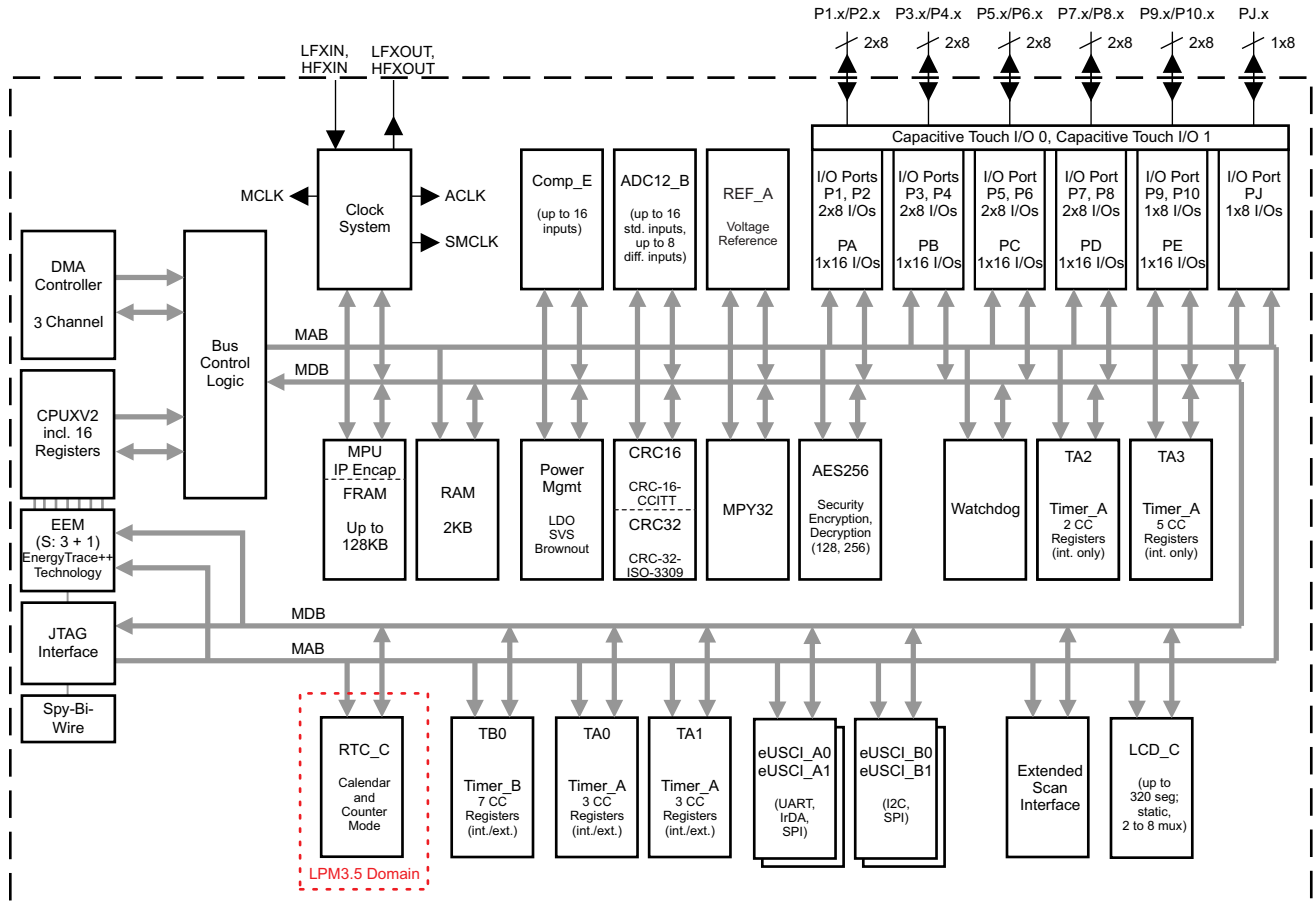 P1.x/P2.x P3.x/P4.x P5.x/P6.x P7.x/P8.x P9.x/P10.x PJ.x
2x8 2x8 2x8 2x8 2x8 1x8
LFXIN,
HFXIN
LFXOUT,
HFXOUT
Capacitive Touch I/O 0, Capacitive Touch I/O 1
MCLK
Clock
System
ACLK
SMCLK
Comp_E
(up to 16
inputs)
ADC12_B
(up to 16
std. inputs,
up to 8
diff. inputs)
REF_A
Voltage
Reference
I/O Ports
P1, P2
2x8 I/Os
PA
1x16 I/Os
I/O Ports
P3, P4
2x8 I/Os
PB
1x16 I/Os
I/O Port
P5, P6
2x8 I/Os
PC
1x16 I/Os
I/O Port
P7, P8
2x8 I/Os
PD
1x16 I/Os
I/O Ports
P9, P10
1x8 I/Os
PE
1x16 I/Os
I/O Port
PJ
1x8 I/Os
DMA
Controller
3 Channel
Bus
Control
Logic
MAB
MDB
CPUXV2
incl. 16
Registers
EEM
(S: 3 + 1)
EnergyTrace++
Technology
JTAG
Interface
Spy-Bi-
Wire
MPU
IP Encap
FRAM
Up to
128KB
RAM
2KB
Power
Mgmt
LDO
SVS
Brownout
CRC16
CRC-16-
CCITT
CRC32
CRC-32-
ISO-3309
MPY32
AES256
Security
Encryption,
Decryption
(128, 256)
Watchdog
TA2
Timer_A
2 CC
Registers
(int. only)
TA3
Timer_A
5 CC
Registers
(int. only)
MDB
MAB
RTC_C
Calendar
and
Counter
Mode
LPM3.5 Domain
TB0
Timer_B
7 CC
Registers
(int./ext.)
TA0
Timer_A
3 CC
Registers
(int./ext.)
TA1
Timer_A
3 CC
Registers
(int./ext.)
eUSCI_A0
eUSCI_A1
(UART,
IrDA,
SPI)
eUSCI_B0
eUSCI_B1
(I2C,
SPI)
Extended
Scan
Interface
LCD_C
(up to
320 seg;
static,
2 to 8 mux)